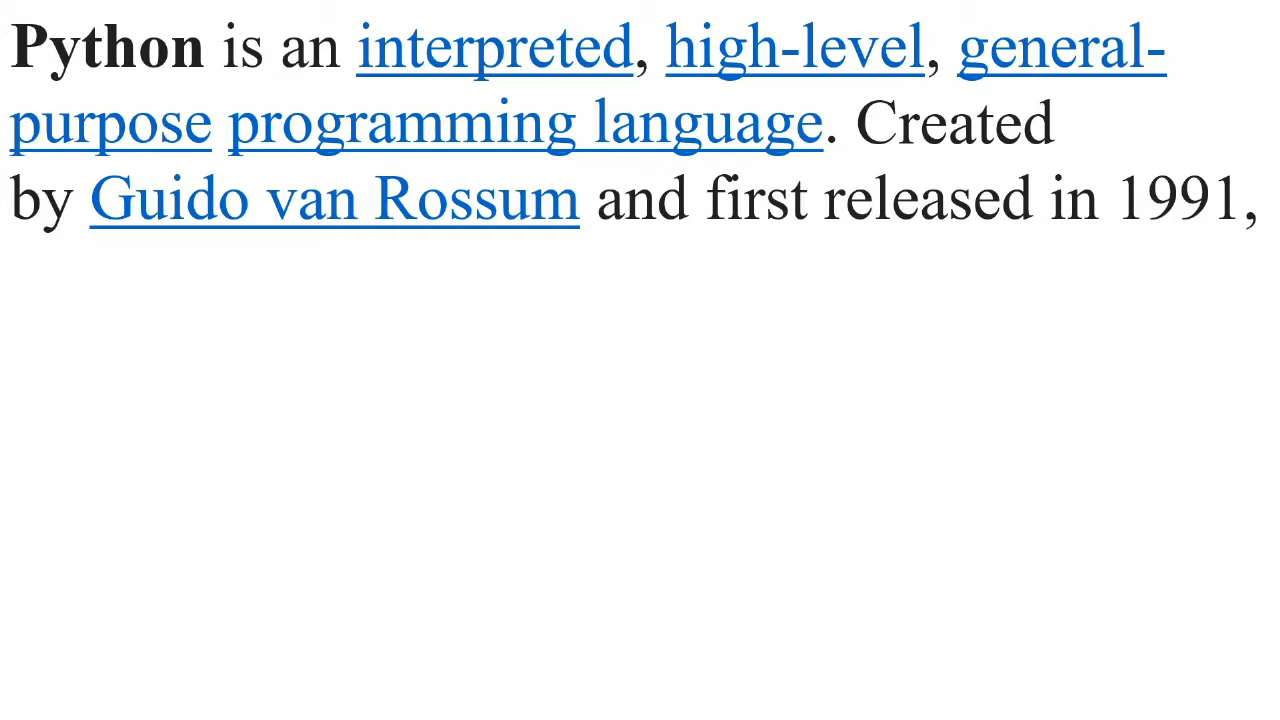 Python is an interpreted, high-level, general-
purpose programming language. Created
by Guido van Rossum and first released in 1991,